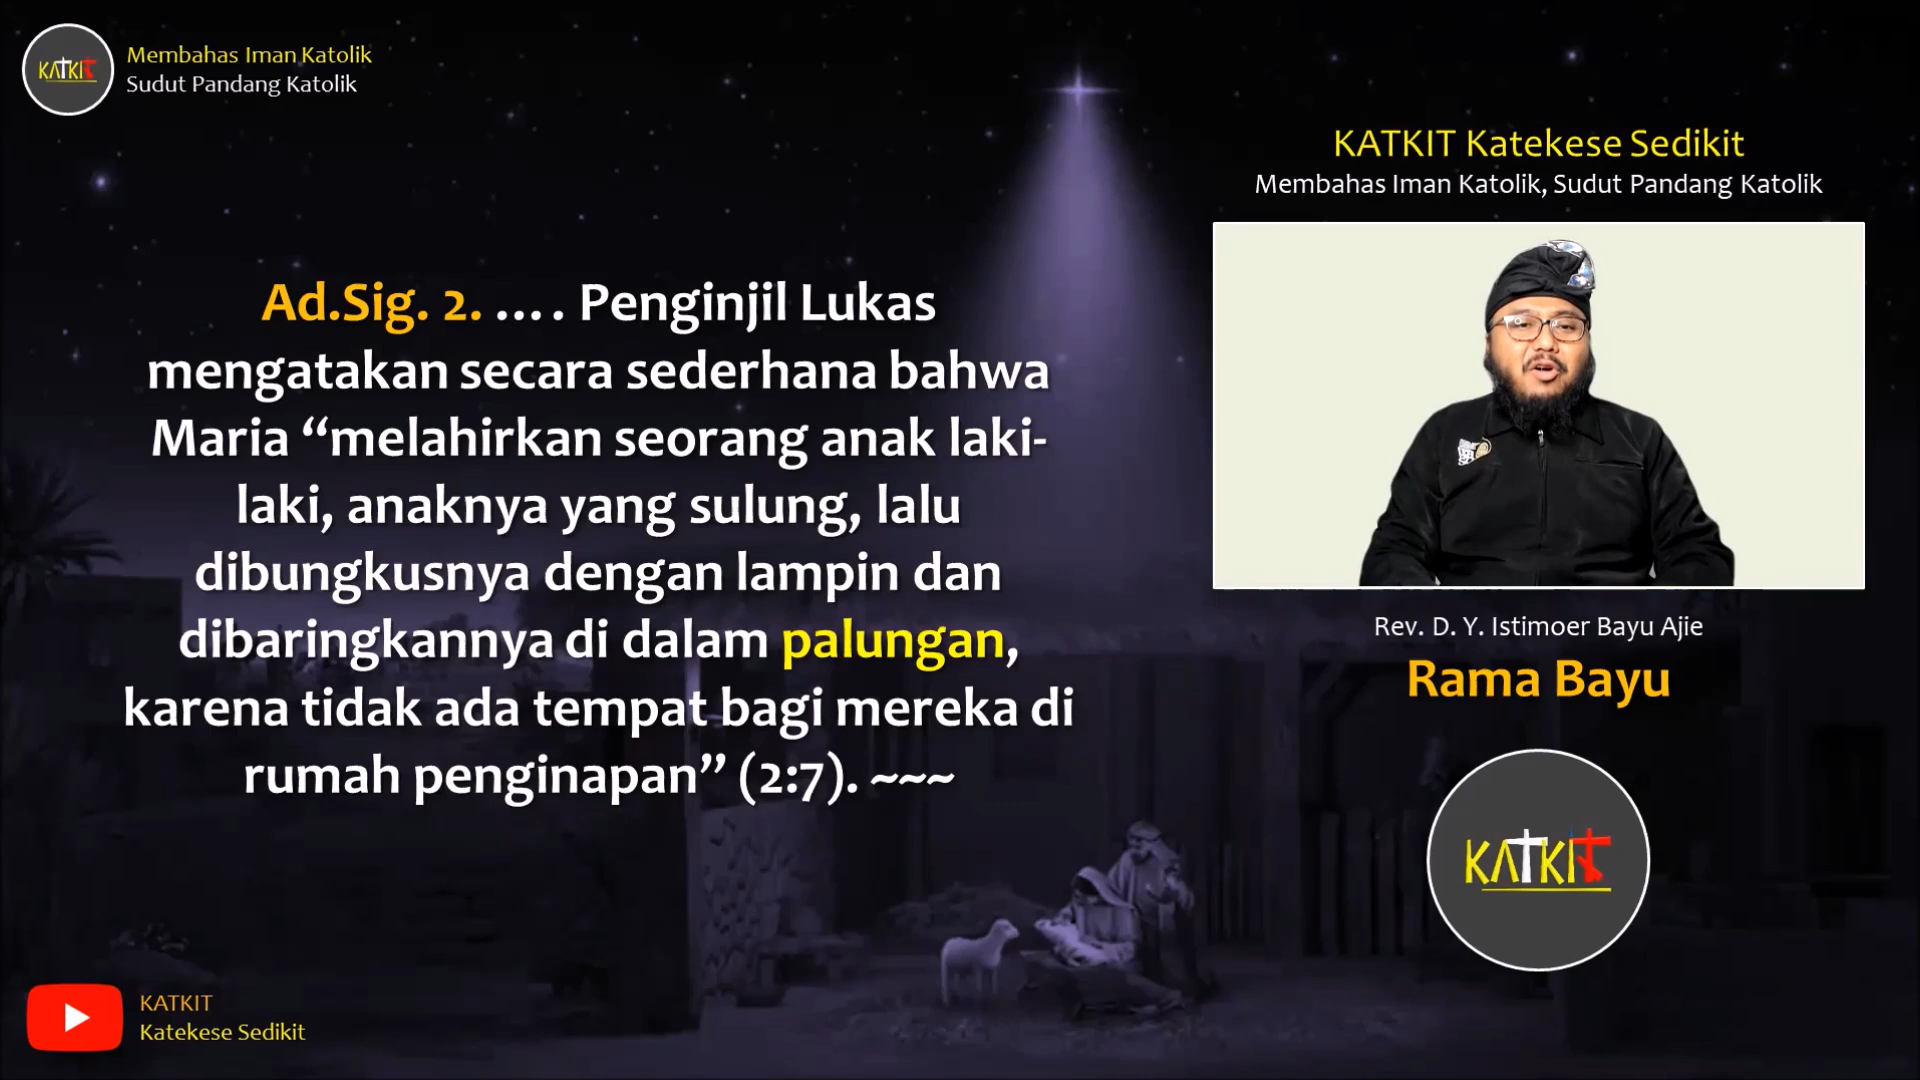 KATKIT
Membahas Iman Katolik
Sudut Pandang Katolik
Ad.Sig. 2. .... Penginjil Lukas
mengatakan secara sederhana bahwa
Maria “melahirkan seorang anak laki-
laki, anaknya yang sulung, lalu
dibungkusnya dengan lampin dan
dibaringkannya di dalam palungan,
karena tidak ada tempat bagi mereka di
rumah penginapan” (2:7). ~~~
KATKIT Katekese Sedikit
Membahas Iman Katolik, Sudut Pandang Katolik
Rev. D. Y. Istimoer Bayu Ajie
Rama Bayu
KATKIT
KATKIT
Katekese Sedikit